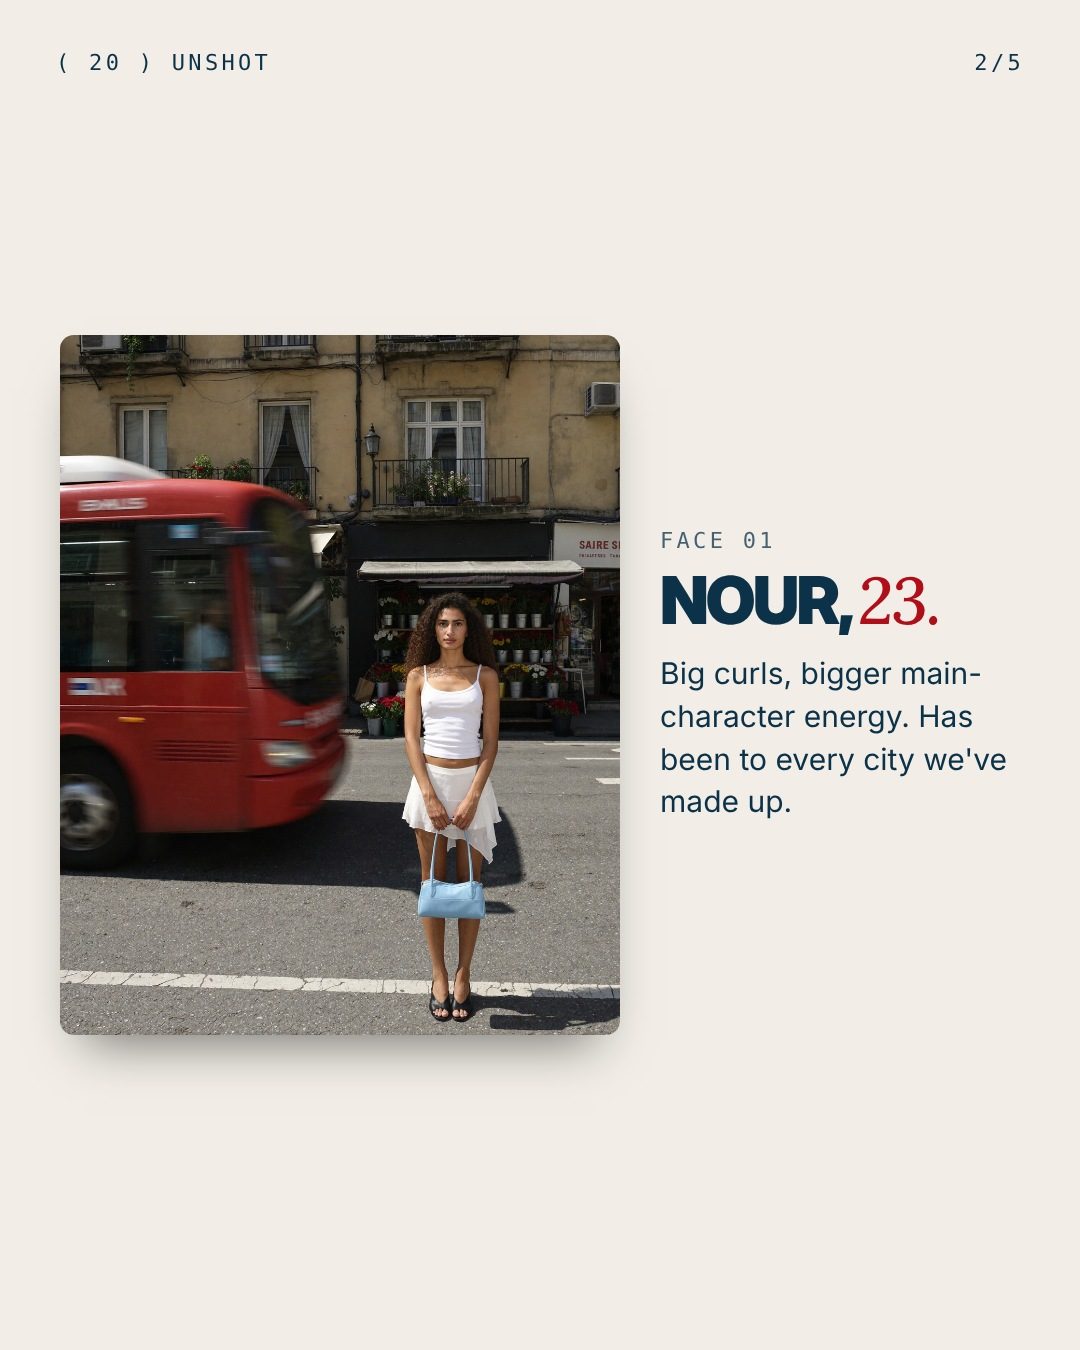 ( 20 ) UNSHOT
2/5
FACE 01
NOUR, 23.
Big curls, bigger main-
character energy. Has
been to every city we've
made up.